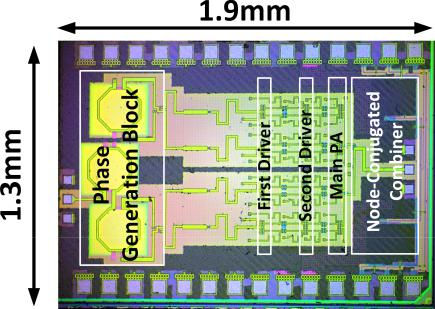 1.9mm
1.3mm
Phase
Generation Block
First Driver
Second Driver
Main PA
Node-Conjugated
Combiner